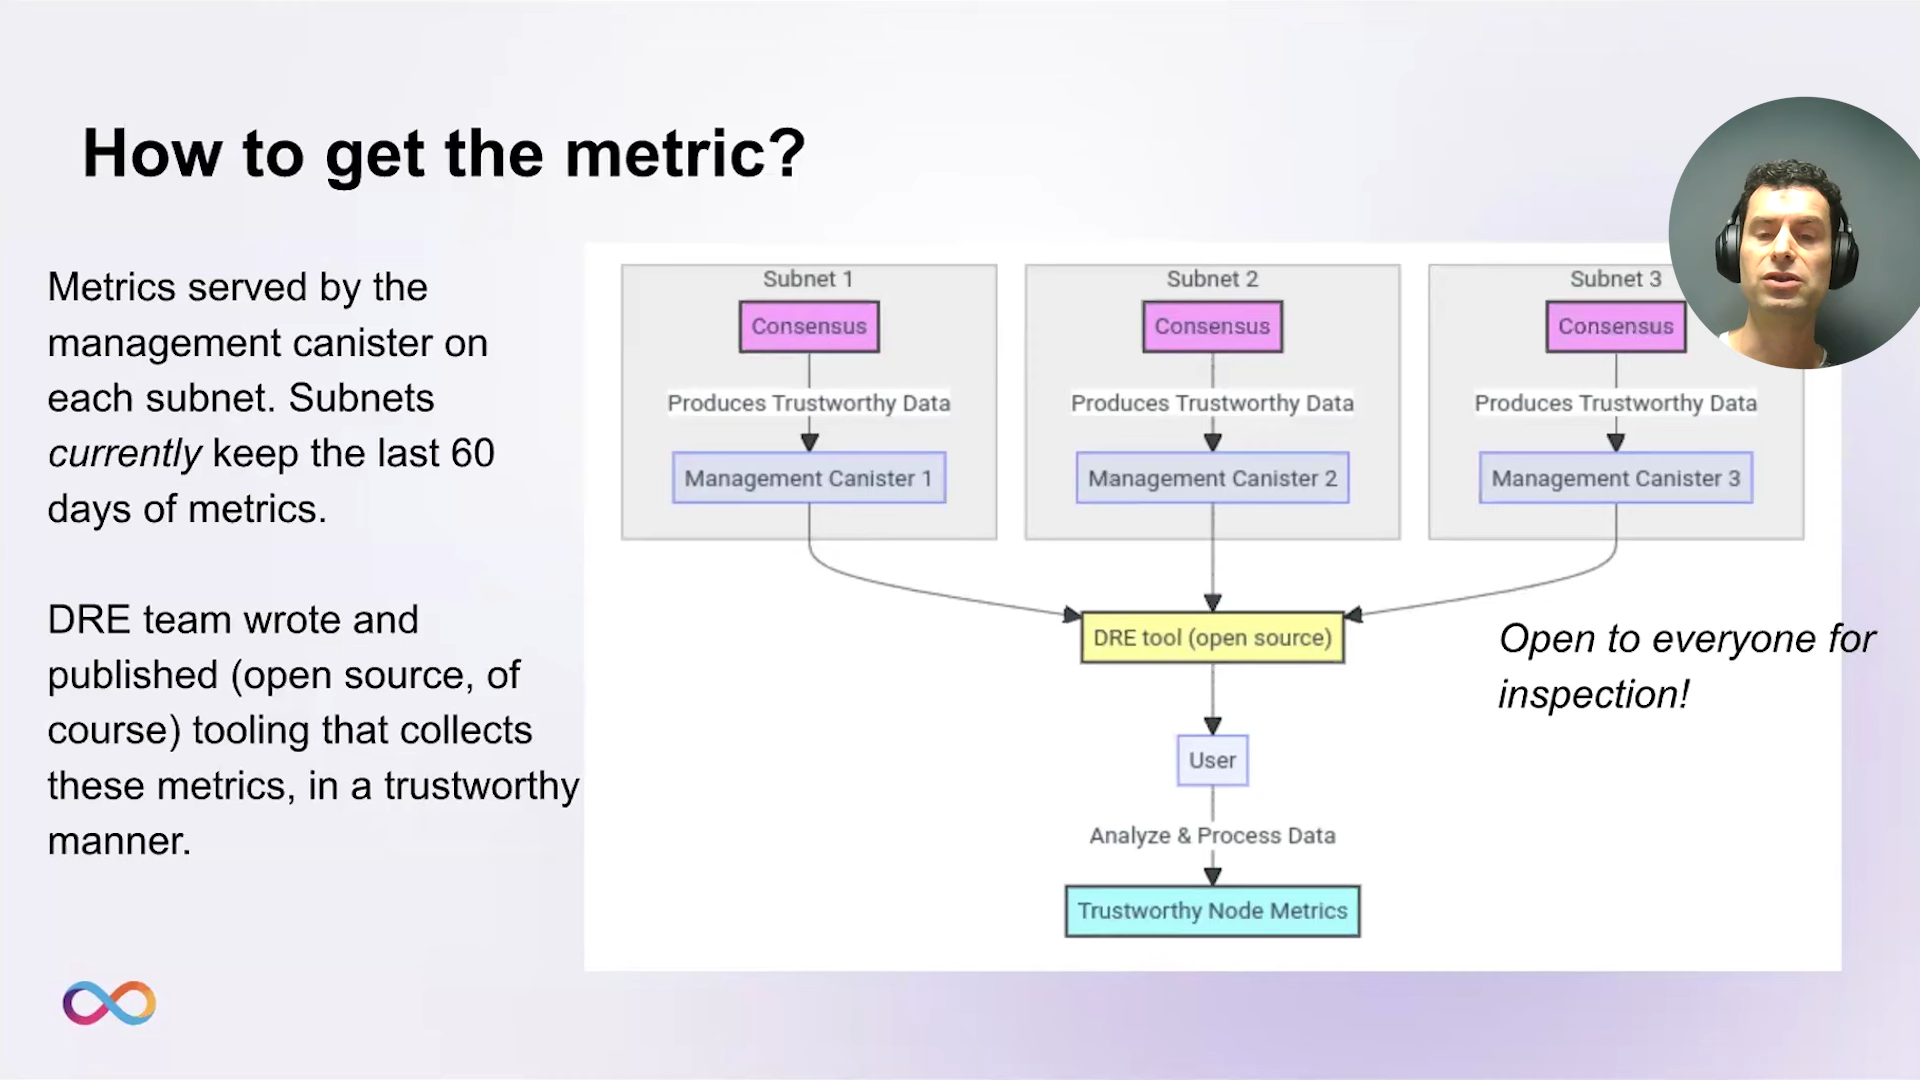 How to get the metric?
Metrics served by the
management canister on
each subnet. Subnets
currently keep the last 60
days of metrics.
DRE team wrote and
published (open source, of
course) tooling that collects
these metrics, in a trustworthy
manner.
Subnet 1
Consensus
Produces Trustworthy Data
Management Canister 1
Subnet 2
Consensus
Produces Trustworthy Data
Management Canister 2
Subnet 3
Consensus
Produces Trustworthy Data
Management Canister 3
DRE tool (open source)
Open to everyone for
inspection!
User
Analyze & Process Data
Trustworthy Node Metrics